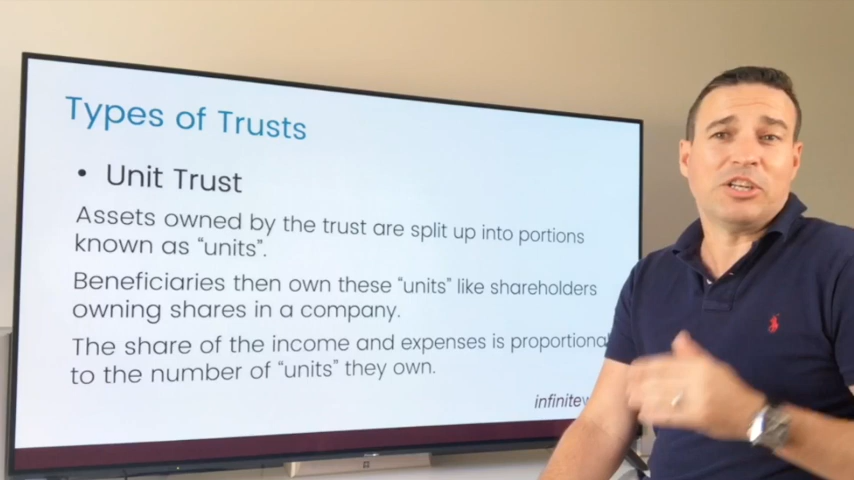 Types of Trusts
• Unit Trust
Assets owned by the trust are split up into portions
known as “units”.
Beneficiaries then own these “units” like shareholders
owning shares in a company.
The share of the income and expenses is proportional
to the number of “units” they own.